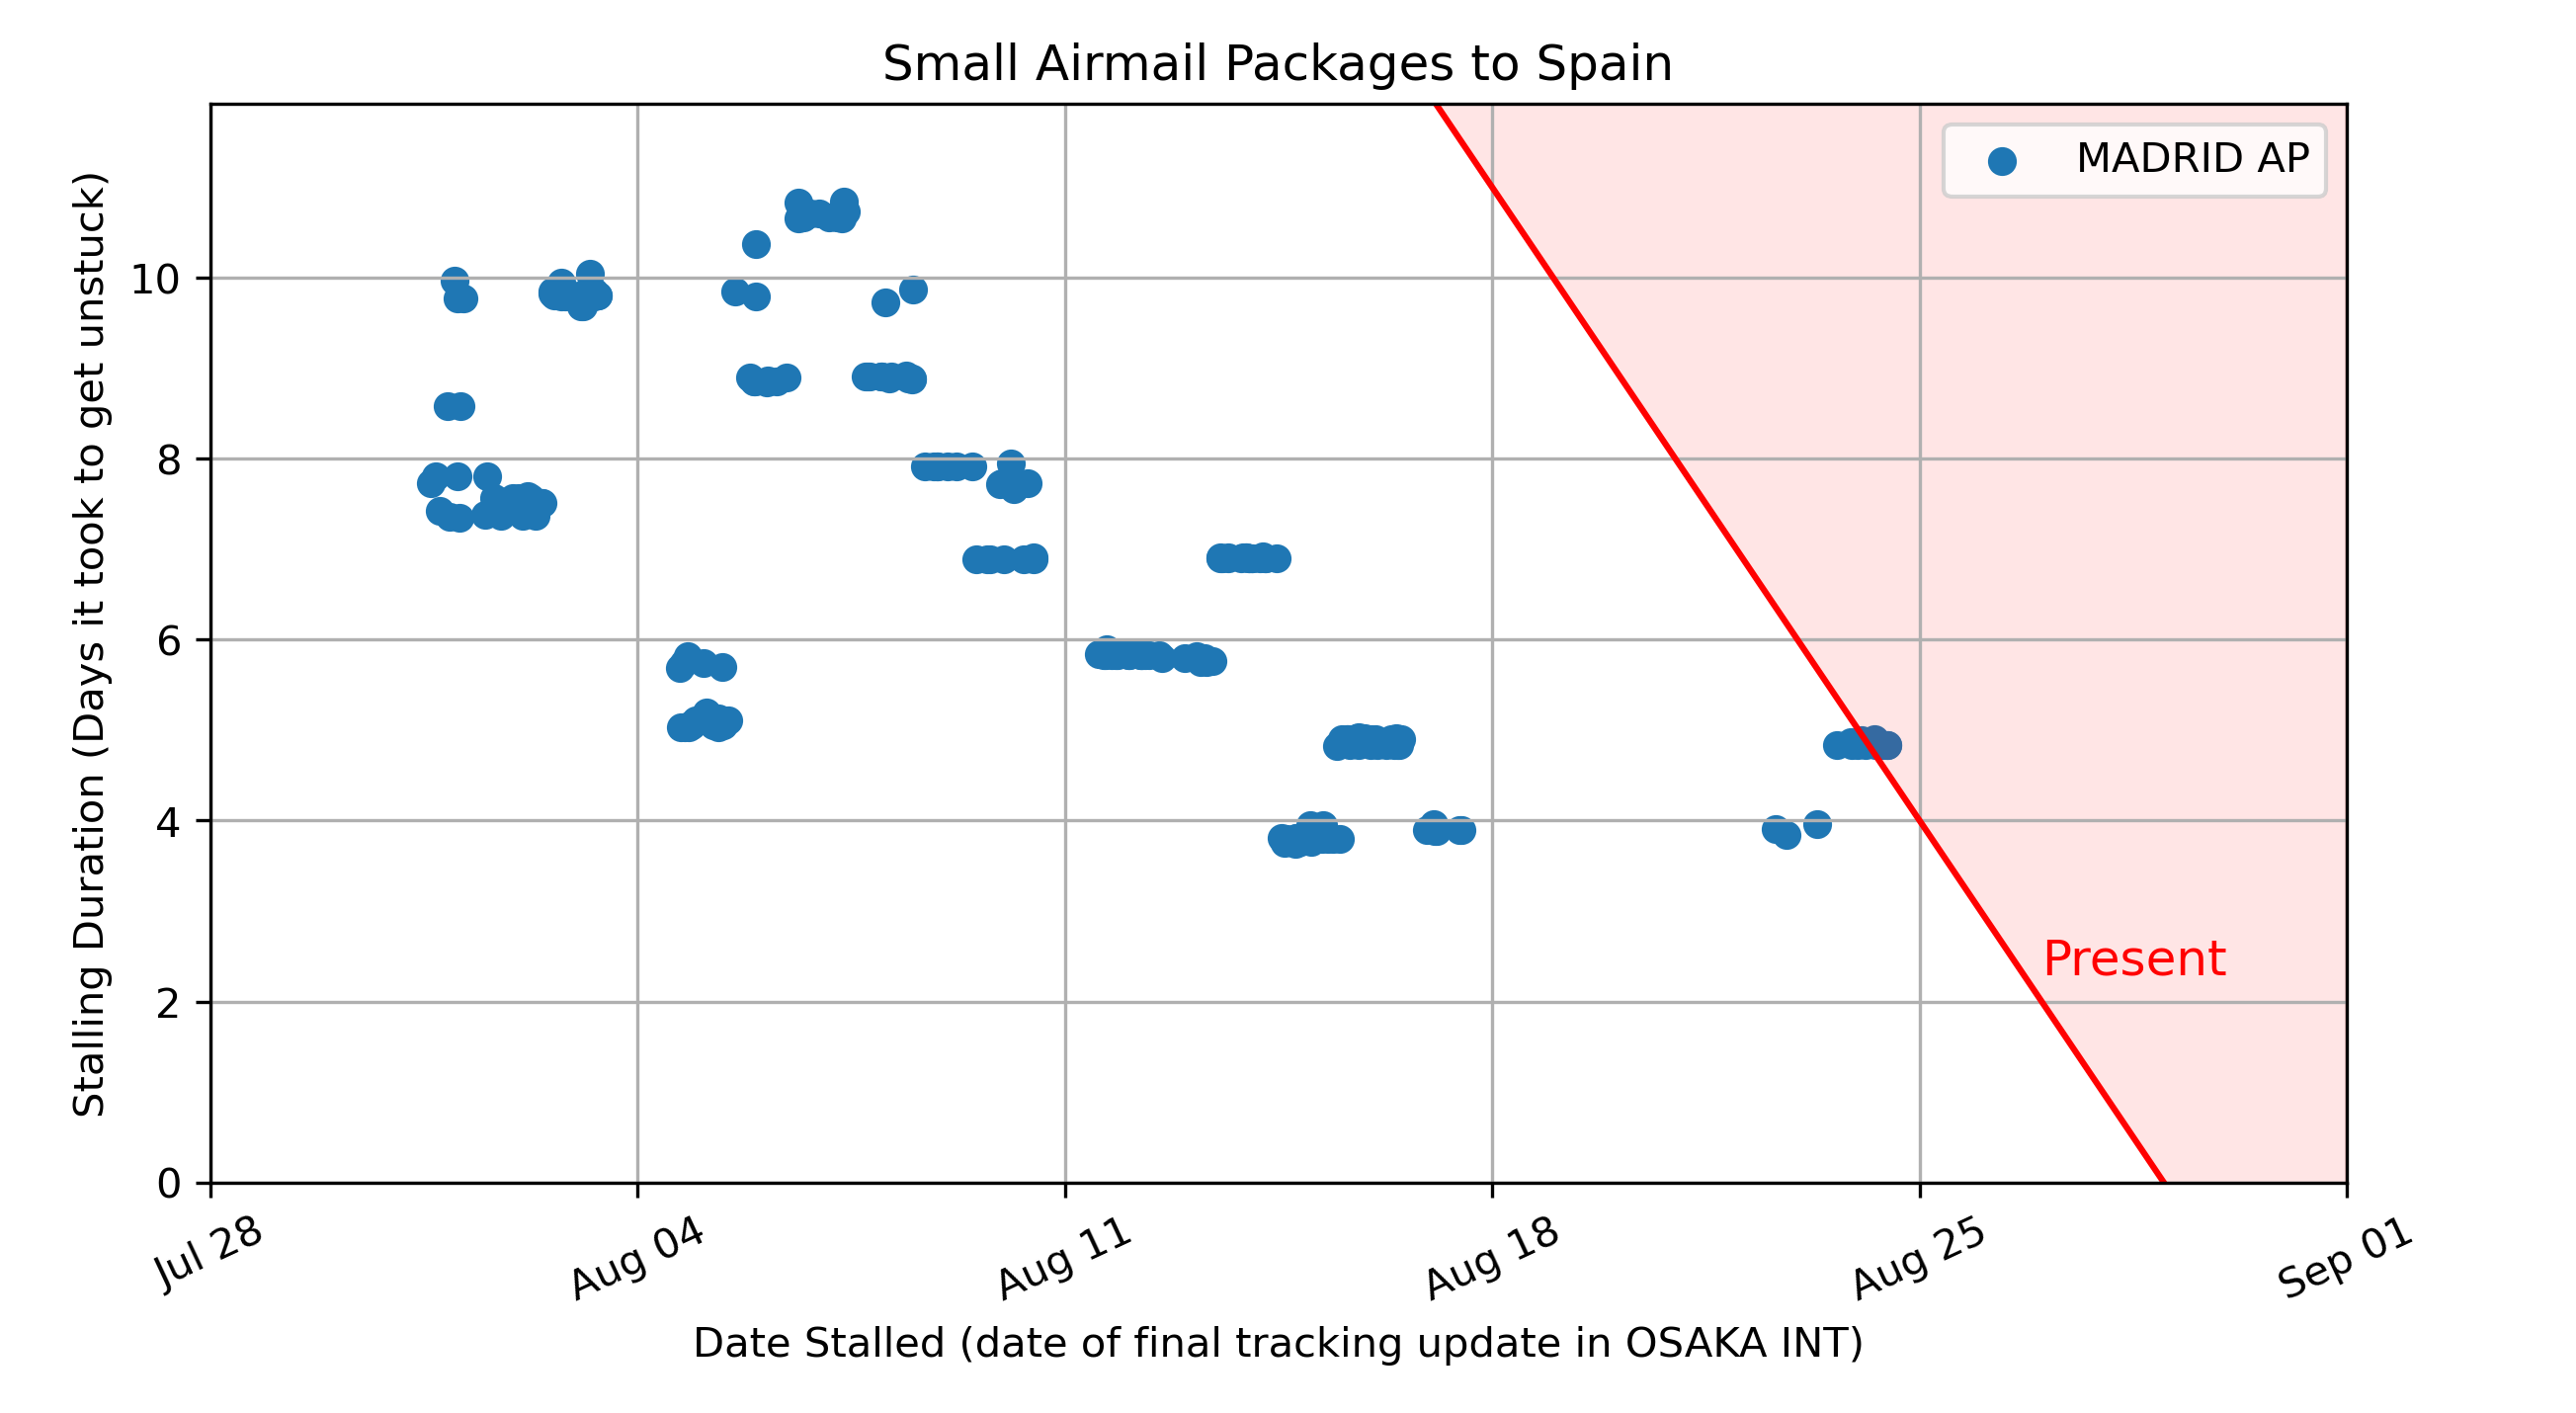 Small Airmail Packages to Spain
MADRID AP
Stalling Duration (Days it took to get unstuck)
10
8
6
4
2
0
Present
Jul 28
Aug 04
Aug 11
Aug 18
Aug 25
Sep 01
Date Stalled (date of final tracking update in OSAKA INT)